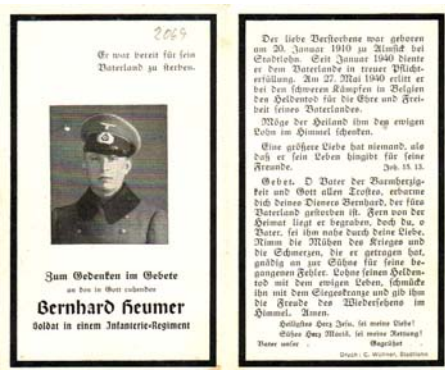 2069
Er war bereit für sein
Vaterland zu sterben.
Zum Gedenken im Gebete
an den in Gott ruhenden
Bernhard Heumer
Soldat in einem Infanterie-Regiment
Der liebe Verstorbene war geboren
am 20. Januar 1910 zu Almsick bei
Stadtlohn. Seit Januar 1940 diente
er dem Vaterlande in treuer Pflicht-
erfüllung. Am 27. Mai 1940 erlitt er
bei den schweren Kämpfen in Belgien
den Heldentod für die Ehre und Frei-
heit seines Vaterlandes.
Möge der Heiland ihm den ewigen
Lohn im Himmel schenken.
Eine größere Liebe hat niemand, als
daß er sein Leben hingibt für seine
Freunde. Joh. 15. 13.
Gebet. O Vater der Barmherzig-
keit und Gott allen Trostes, erbarme
dich deines Dieners Bernhard, der fürs
Vaterland gestorben ist. Fern von der
Heimat liegt er begraben, doch du, o
Vater, sei ihm nahe durch deine Liebe.
Nimm die Mühen des Krieges und
die Schmerzen, die er getragen hat,
gnädig an zur Sühne für seine be-
gangenen Fehler. Lohne seinen Helden-
tod mit dem ewigen Leben, schmücke
ihn mit dem Siegeskranze und gib ihm
die Freude des Wiedersehens im
Himmel. Amen.
Heiligstes Herz Jesu, sei meine Liebe!
Süßes Herz Mariä, sei meine Rettung!
Vater unser Gegrüßet
Druck: C. Wüllner, Stadtlohn